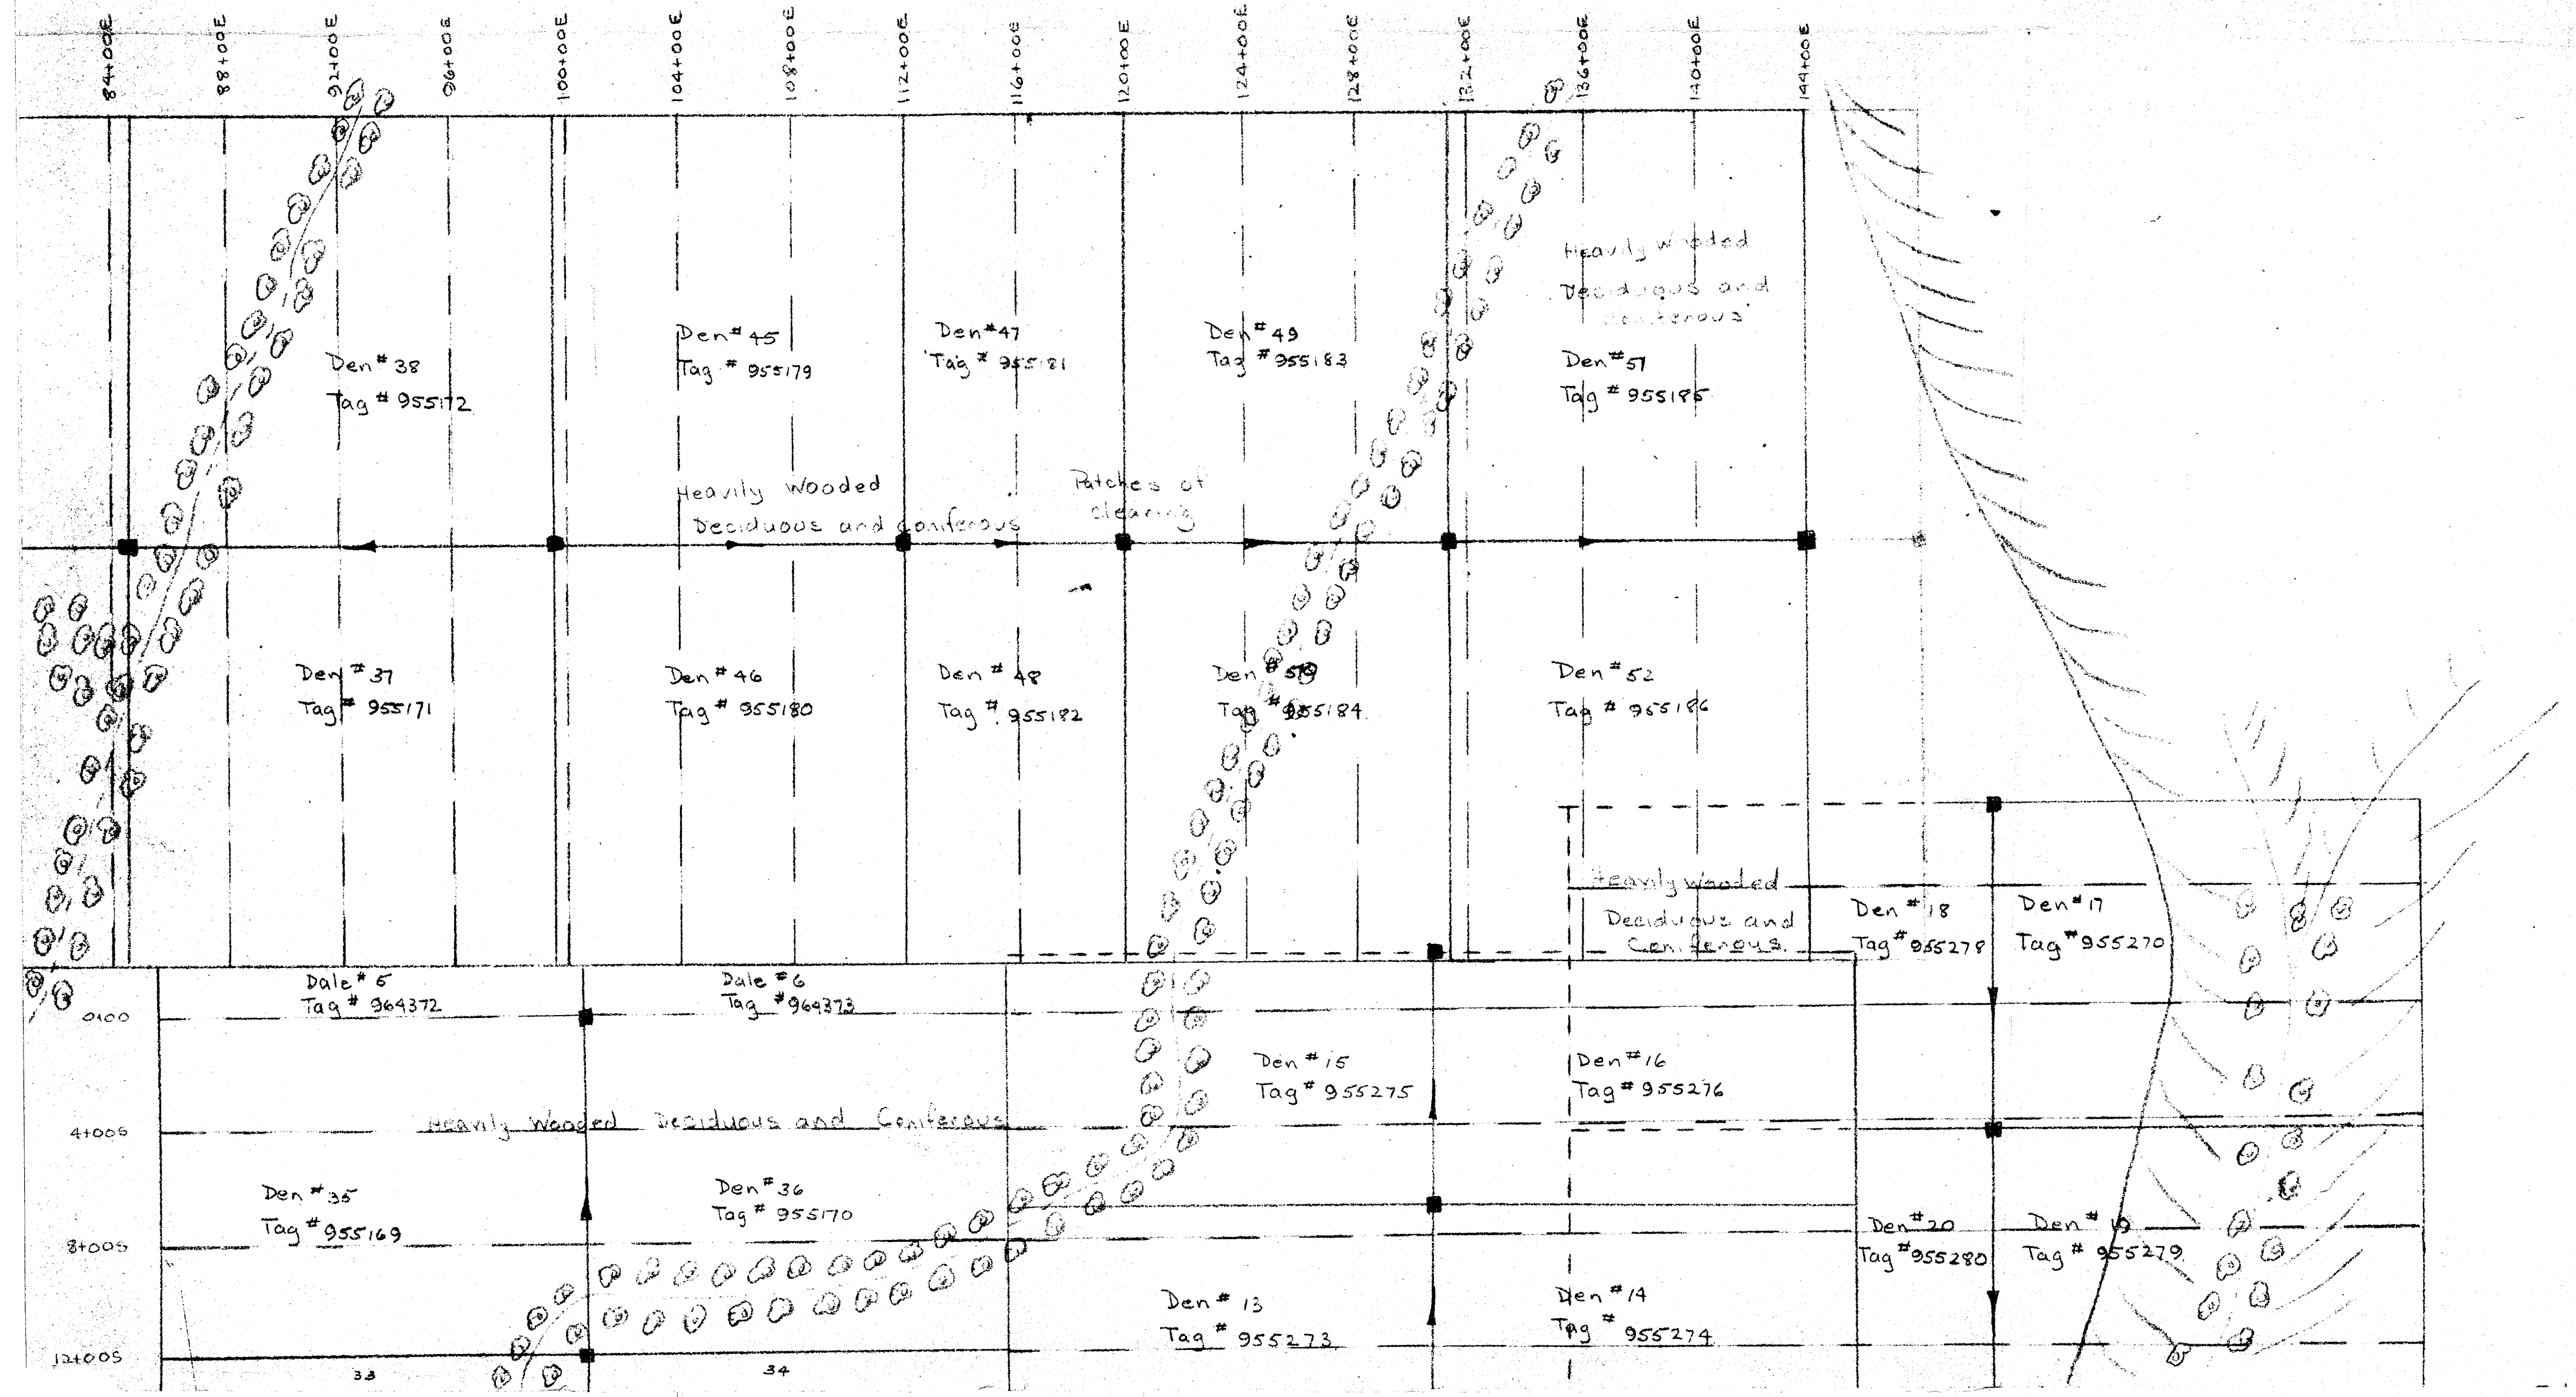 84+00E
88+00E
92+00E
96+00E
100+00E
104+00E
108+00E
112+00E
116+00E
120+00E
124+00E
128+00E
132+00E
136+00E
140+00E
144+00E
Heavily Wooded
Deciduous and
Coniferous
Den # 38
Tag # 955172
Den # 45
Tag # 955179
Den # 47
Tag # 955181
Den # 49
Tag # 955183
Den # 51
Tag # 955185
Heavily Wooded
Deciduous and Coniferous
Patches of
clearing
Den # 37
Tag # 955171
Den # 46
Tag # 955180
Den # 48
Tag # 955182
Den #
Tag # 955184
Den # 52
Tag # 955186
Heavily Wooded
Deciduous and
Coniferous
Den # 18
Tag # 955278
Den # 17
Tag # 955270
Dale # 5
Tag # 964372
Dale # 6
Tag # 964373
0+00
Den # 15
Tag # 955275
Den # 16
Tag # 955276
4+00S
Heavily Wooded Deciduous and Coniferous
Den # 35
Tag # 955169
Den # 36
Tag # 955170
8+00S
Den # 20
Tag # 955280
Den # 19
Tag # 955279
Den # 13
Tag # 955273
Den # 14
Tag # 955274
12+00S
33
34